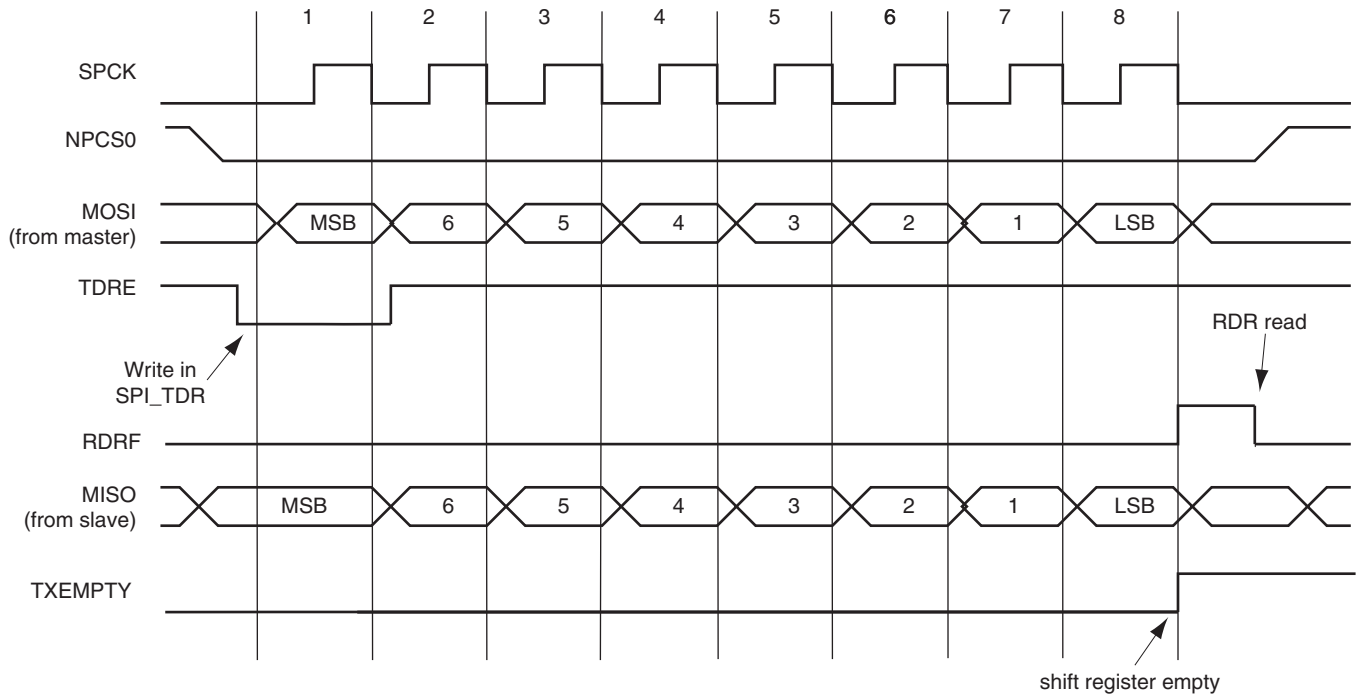 1 2 3 4 5 6 7 8
SPCK
NPCS0
MOSI
(from master)
MSB 6 5 4 3 2 1 LSB
TDRE
Write in
SPI_TDR
RDR read
RDRF
MISO
(from slave)
MSB 6 5 4 3 2 1 LSB
TXEMPTY
shift register empty